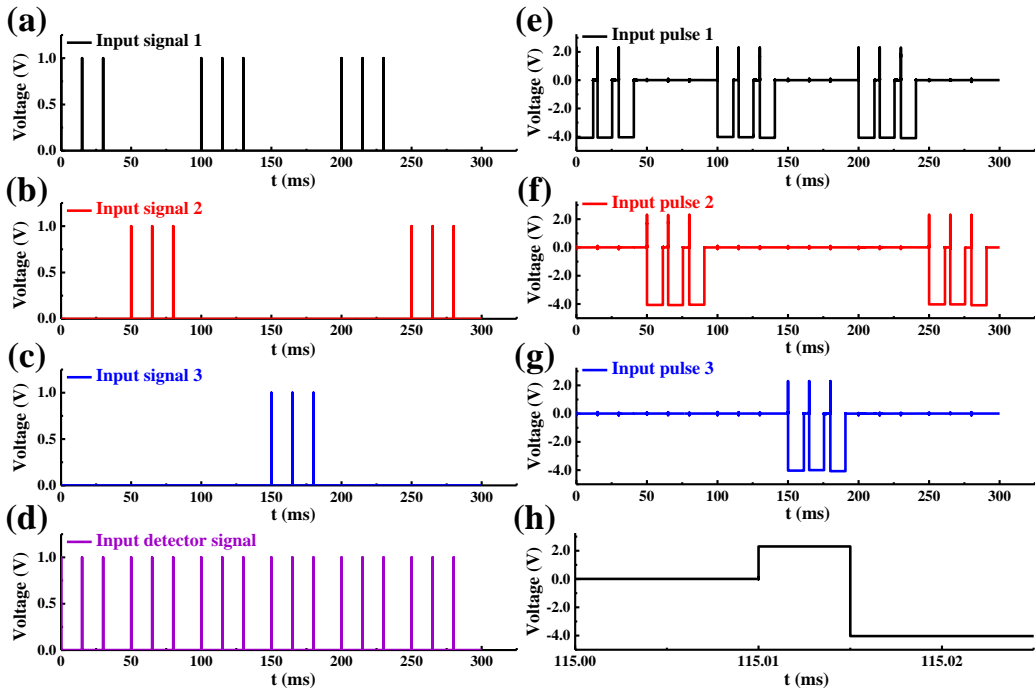 (a)
Input signal 1
Voltage (V)
1.0
0.5
0.0
0 50 100 150 200 250 300
t (ms)
(b)
Input signal 2
Voltage (V)
1.0
0.5
0.0
0 50 100 150 200 250 300
t (ms)
(c)
Input signal 3
Voltage (V)
1.0
0.5
0.0
0 50 100 150 200 250 300
t (ms)
(d)
Input detector signal
Voltage (V)
1.0
0.5
0.0
0 50 100 150 200 250 300
t (ms)
(e)
Input pulse 1
Voltage (V)
2.0
0.0
-2.0
-4.0
0 50 100 150 200 250 300
t (ms)
(f)
Input pulse 2
Voltage (V)
2.0
0.0
-2.0
-4.0
0 50 100 150 200 250 300
t (ms)
(g)
Input pulse 3
Voltage (V)
2.0
0.0
-2.0
-4.0
0 50 100 150 200 250 300
t (ms)
(h)
Voltage (V)
2.0
0.0
-2.0
-4.0
115.00 115.01 115.02
t (ms)